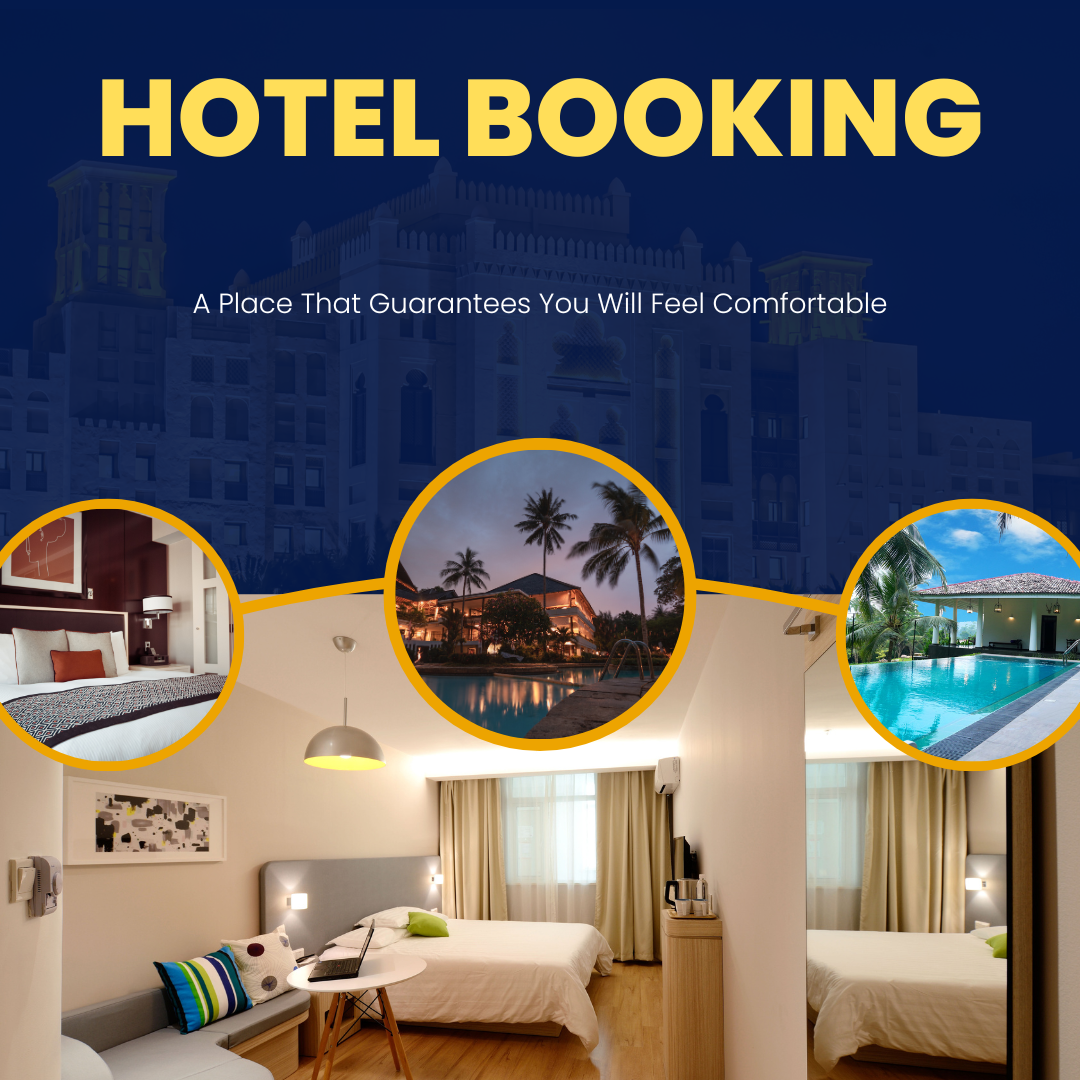 HOTEL BOOKING
A Place That Guarantees You Will Feel Comfortable